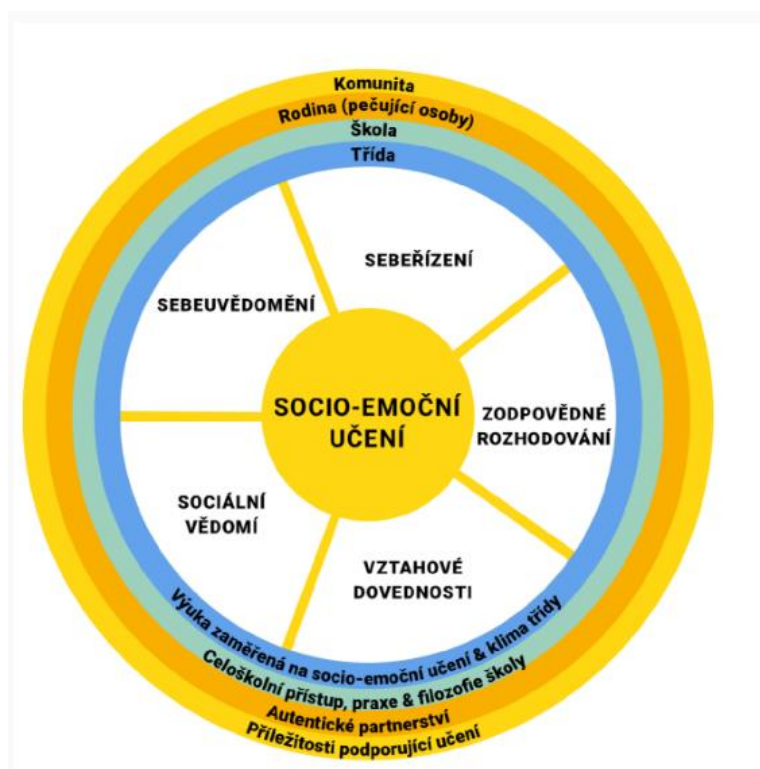 Komunita
Rodina (pečující osoby)
Škola
Třída
SEBEŘÍZENÍ
SEBEUVĚDOMĚNÍ
SOCIO-EMOČNÍ
UČENÍ
ZODPOVĚDNÉ
ROZHODOVÁNÍ
SOCIÁLNÍ
VĚDOMÍ
VZTAHOVÉ
DOVEDNOSTI
Výuka zaměřená na socio-emoční učení & klima třídy
Celoškolní přístup, praxe & filozofie školy
Autentické partnerství
Příležitosti podporující učení